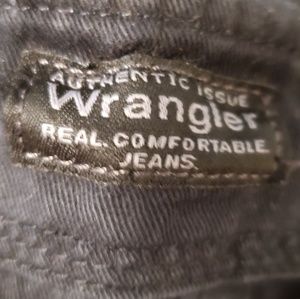 AUTHENTIC ISSUE
Wrangler
REAL. COMFORTABLE.
JEANS.